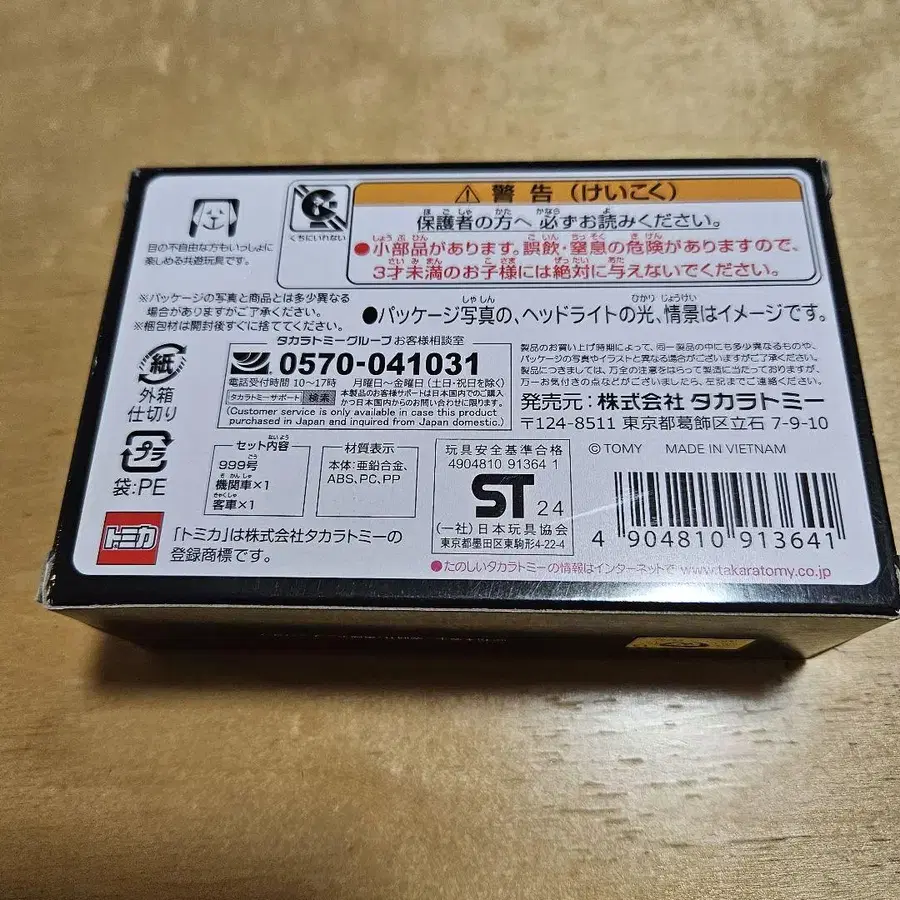 目の不自由な方もいっしょに
楽しめる共遊玩具です。
くちにいれない
⚠警告(けいこく)
保護者の方へ 必ずお読みください。
●小部品があります。誤飲・窒息の危険がありますので、
3才未満のお子様には絶対に与えないでください。
※パッケージの写真と商品とは多少異なる
場合がありますがご了承ください。
※梱包材は開封後すぐに捨ててください。
●パッケージ写真の、ヘッドライトの光、情景はイメージです。
紙
外箱
仕切り
プラ
袋:PE
タカラトミーグループお客様相談室
0570-041031
電話受付時間 10~17時 月曜日~金曜日(土日・祝日を除く)
タカラトミーサポート 検索
本製品のお客様サポートは日本国内でのご購入
かつ日本国内からのお問い合わせに限ります。
(Customer service is only available in case this product
purchased in Japan and inquired from Japan domestic.)
製品のお買い上げ時期によって、同一製品の中にも多少異なるものや、
パッケージの写真やイラストと異なる場合がございますがご了承ください。
製品につきましては、万全の注意をはらって製造に当たっておりますが、
万一お気付きの点などがございましたら、左記までご連絡ください。
発売元:株式会社 タカラトミー
〒124-8511 東京都葛飾区立石 7-9-10
セット内容
999号
機関車×1
客車×1
材質表示
本体:亜鉛合金、
ABS、PC、PP
玩具安全基準合格
4904810 91364 1
ST 24
(一社)日本玩具協会
東京都墨田区東駒形4-22-4
©TOMY MADE IN VIETNAM
4 904810 913641
トミカ
「トミカ」は株式会社タカラトミーの
登録商標です。
●たのしいタカラトミーの情報はインターネットで www.takaratomy.co.jp